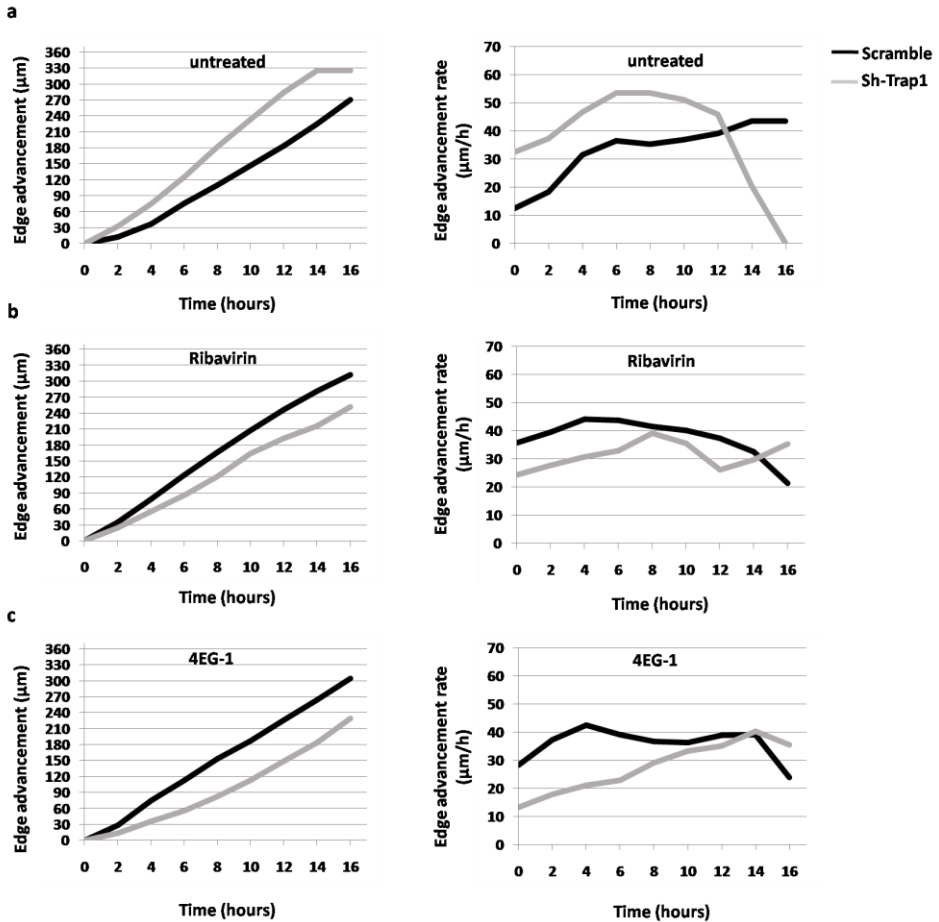 a
untreated
Edge advancement (µm)
360
330
300
270
240
210
180
150
120
90
60
30
0
0 2 4 6 8 10 12 14 16
Time (hours)
untreated
Edge advancement rate
(µm/h)
70
60
50
40
30
20
10
0
0 2 4 6 8 10 12 14 16
Time (hours)
Scramble
Sh-Trap1
b
Ribavirin
Edge advancement (µm)
360
330
300
270
240
210
180
150
120
90
60
30
0
0 2 4 6 8 10 12 14 16
Time (hours)
Ribavirin
Edge advancement rate
(µm/h)
70
60
50
40
30
20
10
0
0 2 4 6 8 10 12 14 16
Time (hours)
c
4EG-1
Edge advancement (µm)
360
330
300
270
240
210
180
150
120
90
60
30
0
0 2 4 6 8 10 12 14 16
Time (hours)
4EG-1
Edge advancement rate
(µm/h)
70
60
50
40
30
20
10
0
0 2 4 6 8 10 12 14 16
Time (hours)